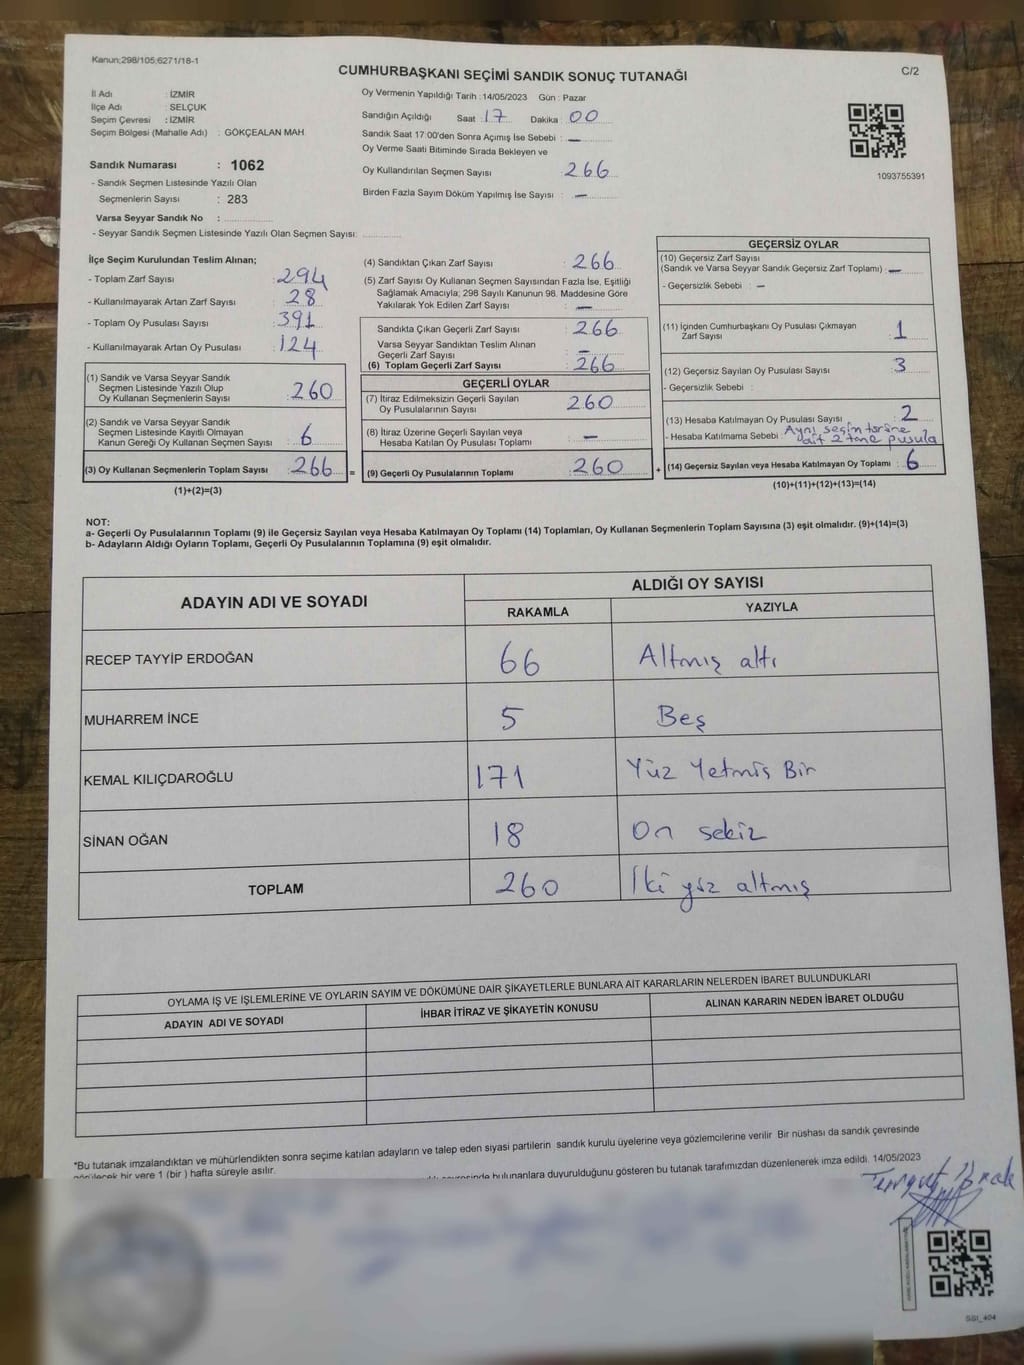 Kanun;298/105;6271/18-1
CUMHURBAŞKANI SEÇİMİ SANDIK SONUÇ TUTANAĞI
C/2
İl Adı : İZMİR
İlçe Adı : SELÇUK
Seçim Çevresi : İZMİR
Seçim Bölgesi (Mahalle Adı) : GÖKÇEALAN MAH.
Sandık Numarası : 1062
- Sandık Seçmen Listesinde Yazılı Olan
Seçmenlerin Sayısı : 283
Varsa Seyyar Sandık No :
- Seyyar Sandık Seçmen Listesinde Yazılı Olan Seçmen Sayısı:
Oy Vermenin Yapıldığı Tarih : 14/05/2023 Gün : Pazar
Sandığın Açıldığı Saat : 17 Dakika : 00
Sandık Saat 17:00'den Sonra Açımış İse Sebebi : —
Oy Verme Saati Bitiminde Sırada Bekleyen ve
Oy Kullandırılan Seçmen Sayısı : 266
Birden Fazla Sayım Döküm Yapılmış İse Sayısı : —
1093755391
İlçe Seçim Kurulundan Teslim Alınan;
- Toplam Zarf Sayısı : 294
- Kullanılmayarak Artan Zarf Sayısı : 28
- Toplam Oy Pusulası Sayısı : 391
- Kullanılmayarak Artan Oy Pusulası : 124
(1) Sandık ve Varsa Seyyar Sandık
Seçmen Listesinde Yazılı Olup
Oy Kullanan Seçmenlerin Sayısı : 260
(2) Sandık ve Varsa Seyyar Sandık
Seçmen Listesinde Kayıtlı Olmayan
Kanun Gereği Oy Kullanan Seçmen Sayısı : 6
(3) Oy Kullanan Seçmenlerin Toplam Sayısı : 266 =
(1)+(2)=(3)
(4) Sandıktan Çıkan Zarf Sayısı : 266
(5) Zarf Sayısı Oy Kullanan Seçmen Sayısından Fazla İse, Eşitliği
Sağlamak Amacıyla; 298 Sayılı Kanunun 98. Maddesine Göre
Yakılarak Yok Edilen Zarf Sayısı : —
Sandıkta Çıkan Geçerli Zarf Sayısı : 266
Varsa Seyyar Sandıktan Teslim Alınan
Geçerli Zarf Sayısı : —
(6) Toplam Geçerli Zarf Sayısı : 266
GEÇERLİ OYLAR
(7) İtiraz Edilmeksizin Geçerli Sayılan
Oy Pusulalarının Sayısı : 260
(8) İtiraz Üzerine Geçerli Sayılan veya
Hesaba Katılan Oy Pusulası Toplamı : —
(9) Geçerli Oy Pusulalarının Toplamı : 260 +
GEÇERSİZ OYLAR
(10) Geçersiz Zarf Sayısı
(Sandık ve Varsa Seyyar Sandık Geçersiz Zarf Toplamı) : —
- Geçersizlik Sebebi : —
(11) İçinden Cumhurbaşkanı Oy Pusulası Çıkmayan
Zarf Sayısı : 1
(12) Geçersiz Sayılan Oy Pusulası Sayısı : 3
- Geçersizlik Sebebi :
(13) Hesaba Katılmayan Oy Pusulası Sayısı : 2
- Hesaba Katılmama Sebebi : Aynı seçim türüne
ait 2 tane pusula
(14) Geçersiz Sayılan veya Hesaba Katılmayan Oy Toplamı : 6
(10)+(11)+(12)+(13)=(14)
NOT:
a- Geçerli Oy Pusulalarının Toplamı (9) ile Geçersiz Sayılan veya Hesaba Katılmayan Oy Toplamı (14) Toplamları, Oy Kullanan Seçmenlerin Toplam Sayısına (3) eşit olmalıdır. (9)+(14)=(3)
b- Adayların Aldığı Oyların Toplamı, Geçerli Oy Pusulalarının Toplamına (9) eşit olmalıdır.
ADAYIN ADI VE SOYADI
ALDIĞI OY SAYISI
RAKAMLA YAZIYLA
RECEP TAYYİP ERDOĞAN 66 Altmış altı
MUHARREM İNCE 5 Beş
KEMAL KILIÇDAROĞLU 171 Yüz Yetmiş Bir
SİNAN OĞAN 18 On sekiz
TOPLAM 260 İki yüz altmış
OYLAMA İŞ VE İŞLEMLERİNE VE OYLARIN SAYIM VE DÖKÜMÜNE DAİR ŞİKAYETLERLE BUNLARA AİT KARARLARIN NELERDEN İBARET BULUNDUKLARI
ADAYIN ADI VE SOYADI İHBAR İTİRAZ VE ŞİKAYETİN KONUSU ALINAN KARARIN NEDEN İBARET OLDUĞU
*Bu tutanak imzalandıktan ve mühürlendikten sonra seçime katılan adayların ve talep eden siyasi partilerin sandık kurulu üyelerine veya gözlemcilerine verilir Bir nüshası da sandık çevresinde
görülecek bir yere 1 (bir) hafta süreyle asılır.
bulunanlara duyurulduğunu gösteren bu tutanak tarafımızdan düzenlenerek imza edildi. 14/05/2023